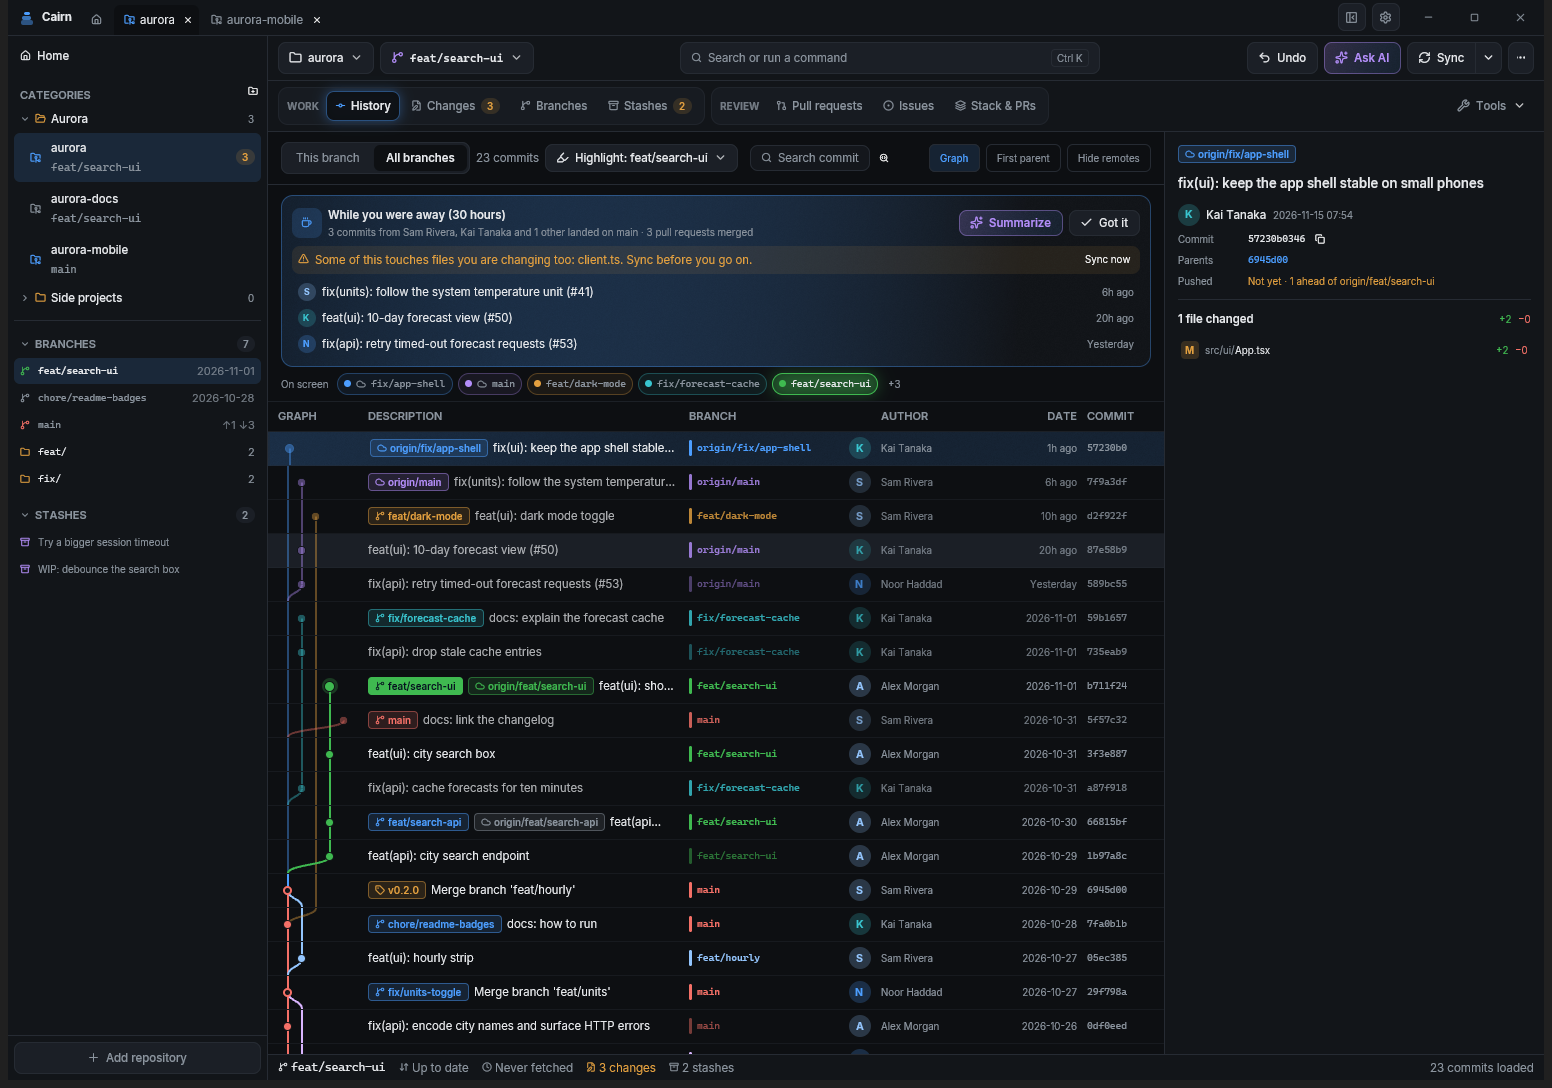 Cairn
aurora
aurora-mobile
Home
CATEGORIES
Aurora 3
aurora
feat/search-ui
3
aurora-docs
feat/search-ui
aurora-mobile
main
Side projects 0
BRANCHES 7
feat/search-ui 2026-11-01
chore/readme-badges 2026-10-28
main ↑1 ↓3
feat/ 2
fix/ 2
STASHES 2
Try a bigger session timeout
WIP: debounce the search box
Add repository
aurora feat/search-ui Search or run a command Ctrl K Undo Ask AI Sync
WORK History Changes 3 Branches Stashes 2 REVIEW Pull requests Issues Stack & PRs Tools
This branch All branches 23 commits Highlight: feat/search-ui Search commit Graph First parent Hide remotes
While you were away (30 hours)
3 commits from Sam Rivera, Kai Tanaka and 1 other landed on main · 3 pull requests merged
Summarize Got it
Some of this touches files you are changing too: client.ts. Sync before you go on. Sync now
S fix(units): follow the system temperature unit (#41) 6h ago
K feat(ui): 10-day forecast view (#50) 20h ago
N fix(api): retry timed-out forecast requests (#53) Yesterday
On screen fix/app-shell main feat/dark-mode fix/forecast-cache feat/search-ui +3
GRAPH DESCRIPTION BRANCH AUTHOR DATE COMMIT
origin/fix/app-shell fix(ui): keep the app shell stable... origin/fix/app-shell K Kai Tanaka 1h ago 57230b0
origin/main fix(units): follow the system temperatur... origin/main S Sam Rivera 6h ago 7f9a3df
feat/dark-mode feat(ui): dark mode toggle feat/dark-mode S Sam Rivera 10h ago d2f922f
feat(ui): 10-day forecast view (#50) origin/main K Kai Tanaka 20h ago 87e58b9
fix(api): retry timed-out forecast requests (#53) origin/main N Noor Haddad Yesterday 589bc55
fix/forecast-cache docs: explain the forecast cache fix/forecast-cache K Kai Tanaka 2026-11-01 59b1657
fix(api): drop stale cache entries fix/forecast-cache K Kai Tanaka 2026-11-01 735eab9
feat/search-ui origin/feat/search-ui feat(ui): sho... feat/search-ui A Alex Morgan 2026-11-01 b711f24
main docs: link the changelog main S Sam Rivera 2026-10-31 5f57c32
feat(ui): city search box feat/search-ui A Alex Morgan 2026-10-31 3f3e887
fix(api): cache forecasts for ten minutes fix/forecast-cache K Kai Tanaka 2026-10-31 a87f918
feat/search-api origin/feat/search-api feat(api... feat/search-ui A Alex Morgan 2026-10-30 66815bf
feat(api): city search endpoint feat/search-ui A Alex Morgan 2026-10-29 1b97a8c
v0.2.0 Merge branch 'feat/hourly' main S Sam Rivera 2026-10-29 6945d00
chore/readme-badges docs: how to run main K Kai Tanaka 2026-10-28 7fa0b1b
feat(ui): hourly strip feat/hourly S Sam Rivera 2026-10-27 05ec385
fix/units-toggle Merge branch 'feat/units' main N Noor Haddad 2026-10-27 29f798a
fix(api): encode city names and surface HTTP errors main A Alex Morgan 2026-10-26 0df0eed
origin/fix/app-shell
fix(ui): keep the app shell stable on small phones
K Kai Tanaka 2026-11-15 07:54
Commit 57230b0346
Parents 6945d00
Pushed Not yet · 1 ahead of origin/feat/search-ui
1 file changed +2 −0
M src/ui/App.tsx +2 −0
feat/search-ui Up to date Never fetched 3 changes 2 stashes 23 commits loaded